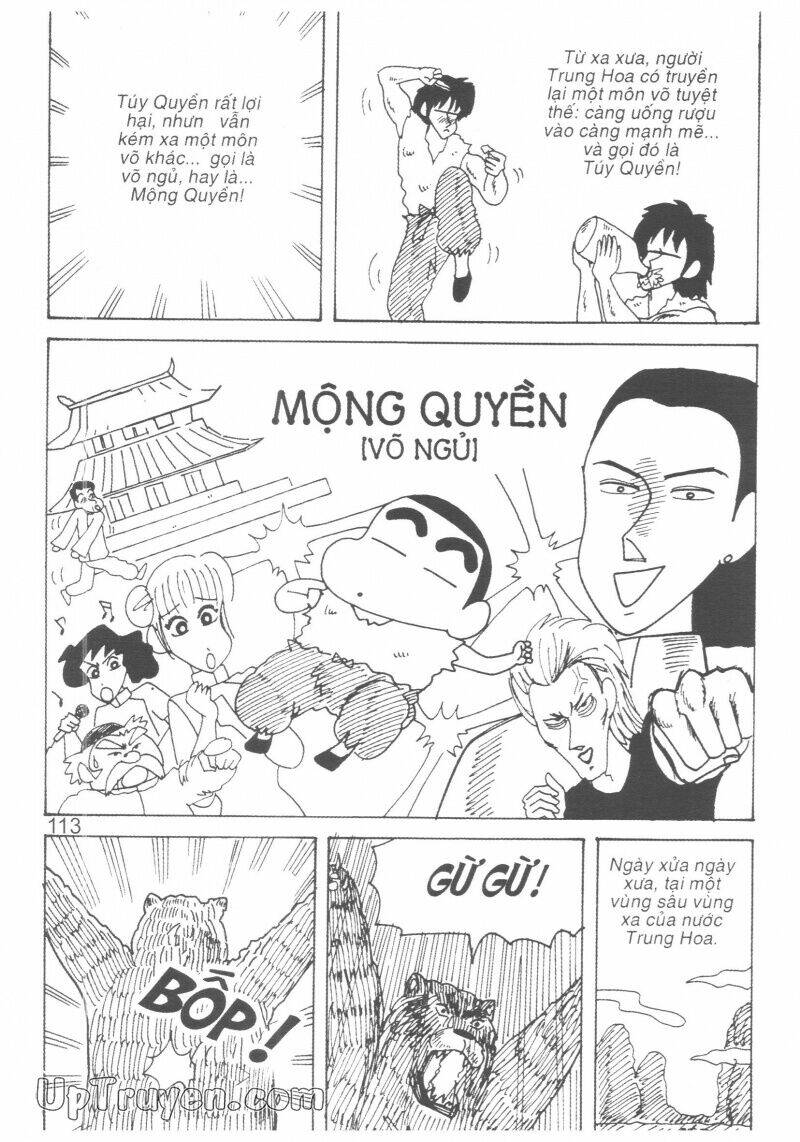 Từ xa xưa, người
Trung Hoa có truyền
lại một môn võ tuyệt
thế: càng uống rượu
vào càng mạnh mẽ...
và gọi đó là
Túy Quyền!
Túy Quyền rất lợi
hại, nhưn vẫn
kém xa một môn
võ khác... gọi là
võ ngủ, hay là...
Mộng Quyền!
MỘNG QUYỀN
[VÕ NGỦ]
113
Ngày xửa ngày
xưa, tại một
vùng sâu vùng
xa của nước
Trung Hoa.
GỪ GỪ!
BỐP!
UpTruyen.com